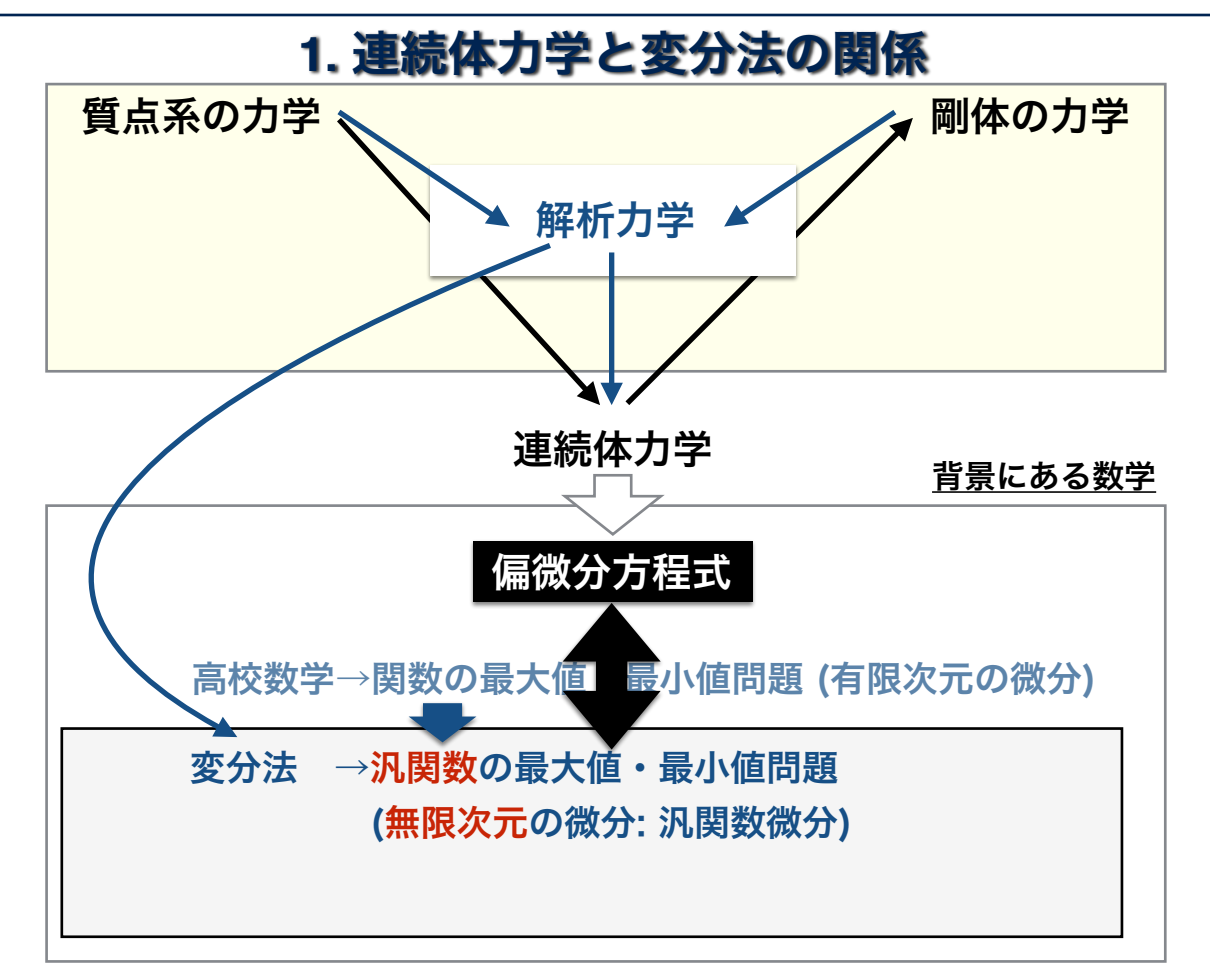 1. 連続体力学と変分法の関係
質点系の力学
剛体の力学
解析力学
連続体力学
背景にある数学
偏微分方程式
高校数学→関数の最大値 最小値問題 (有限次元の微分)
変分法 →汎関数の最大値・最小値問題
(無限次元の微分: 汎関数微分)